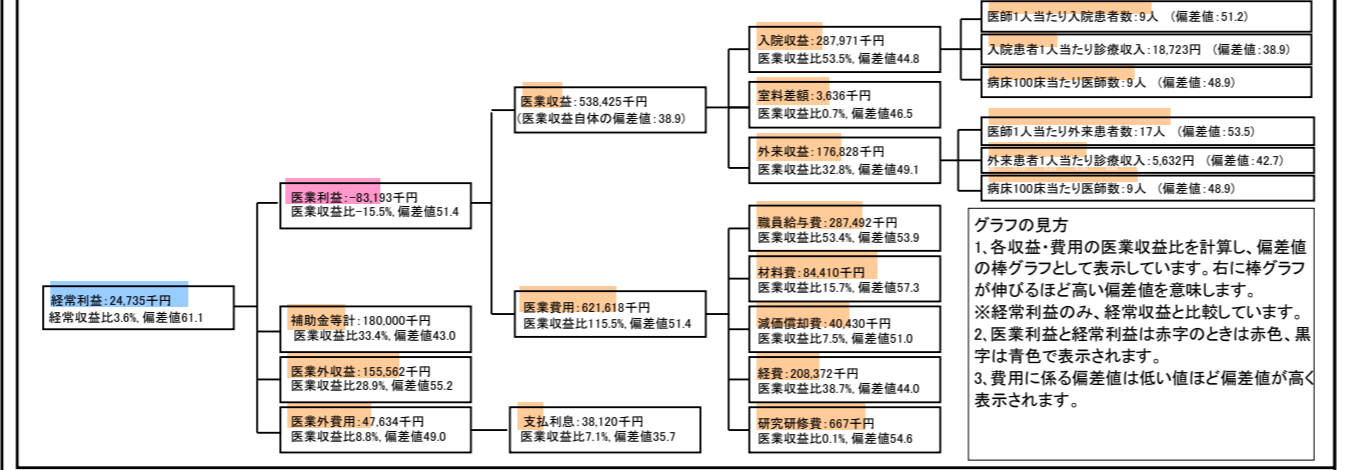 経常利益:24,735千円
経常収益比3.6%, 偏差値61.1
医業利益:-83,193千円
医業収益比-15.5%, 偏差値51.4
補助金等計:180,000千円
医業収益比33.4%, 偏差値43.0
医業外収益:155,562千円
医業収益比28.9%, 偏差値55.2
医業外費用:47,634千円
医業収益比8.8%, 偏差値49.0
医業収益:538,425千円
(医業収益自体の偏差値:38.9)
医業費用:621,618千円
医業収益比115.5%, 偏差値51.4
支払利息:38,120千円
医業収益比7.1%, 偏差値35.7
入院収益:287,971千円
医業収益比53.5%, 偏差値44.8
室料差額:3,636千円
医業収益比0.7%, 偏差値46.5
外来収益:176,828千円
医業収益比32.8%, 偏差値49.1
職員給与費:287,492千円
医業収益比53.4%, 偏差値53.9
材料費:84,410千円
医業収益比15.7%, 偏差値57.3
減価償却費:40,430千円
医業収益比7.5%, 偏差値51.0
経費:208,372千円
医業収益比38.7%, 偏差値44.0
研究研修費:667千円
医業収益比0.1%, 偏差値54.6
医師1人当たり入院患者数:9人 (偏差値:51.2)
入院患者1人当たり診療収入:18,723円 (偏差値:38.9)
病床100床当たり医師数:9人 (偏差値:48.9)
医師1人当たり外来患者数:17人 (偏差値:53.5)
外来患者1人当たり診療収入:5,632円 (偏差値:42.7)
病床100床当たり医師数:9人 (偏差値:48.9)
グラフの見方
1、各収益・費用の医業収益比を計算し、偏差値
の棒グラフとして表示しています。右に棒グラフ
が伸びるほど高い偏差値を意味します。
※経常利益のみ、経常収益と比較しています。
2、医業利益と経常利益は赤字のときは赤色、黒
字は青色で表示されます。
3、費用に係る偏差値は低い値ほど偏差値が高く
表示されます。